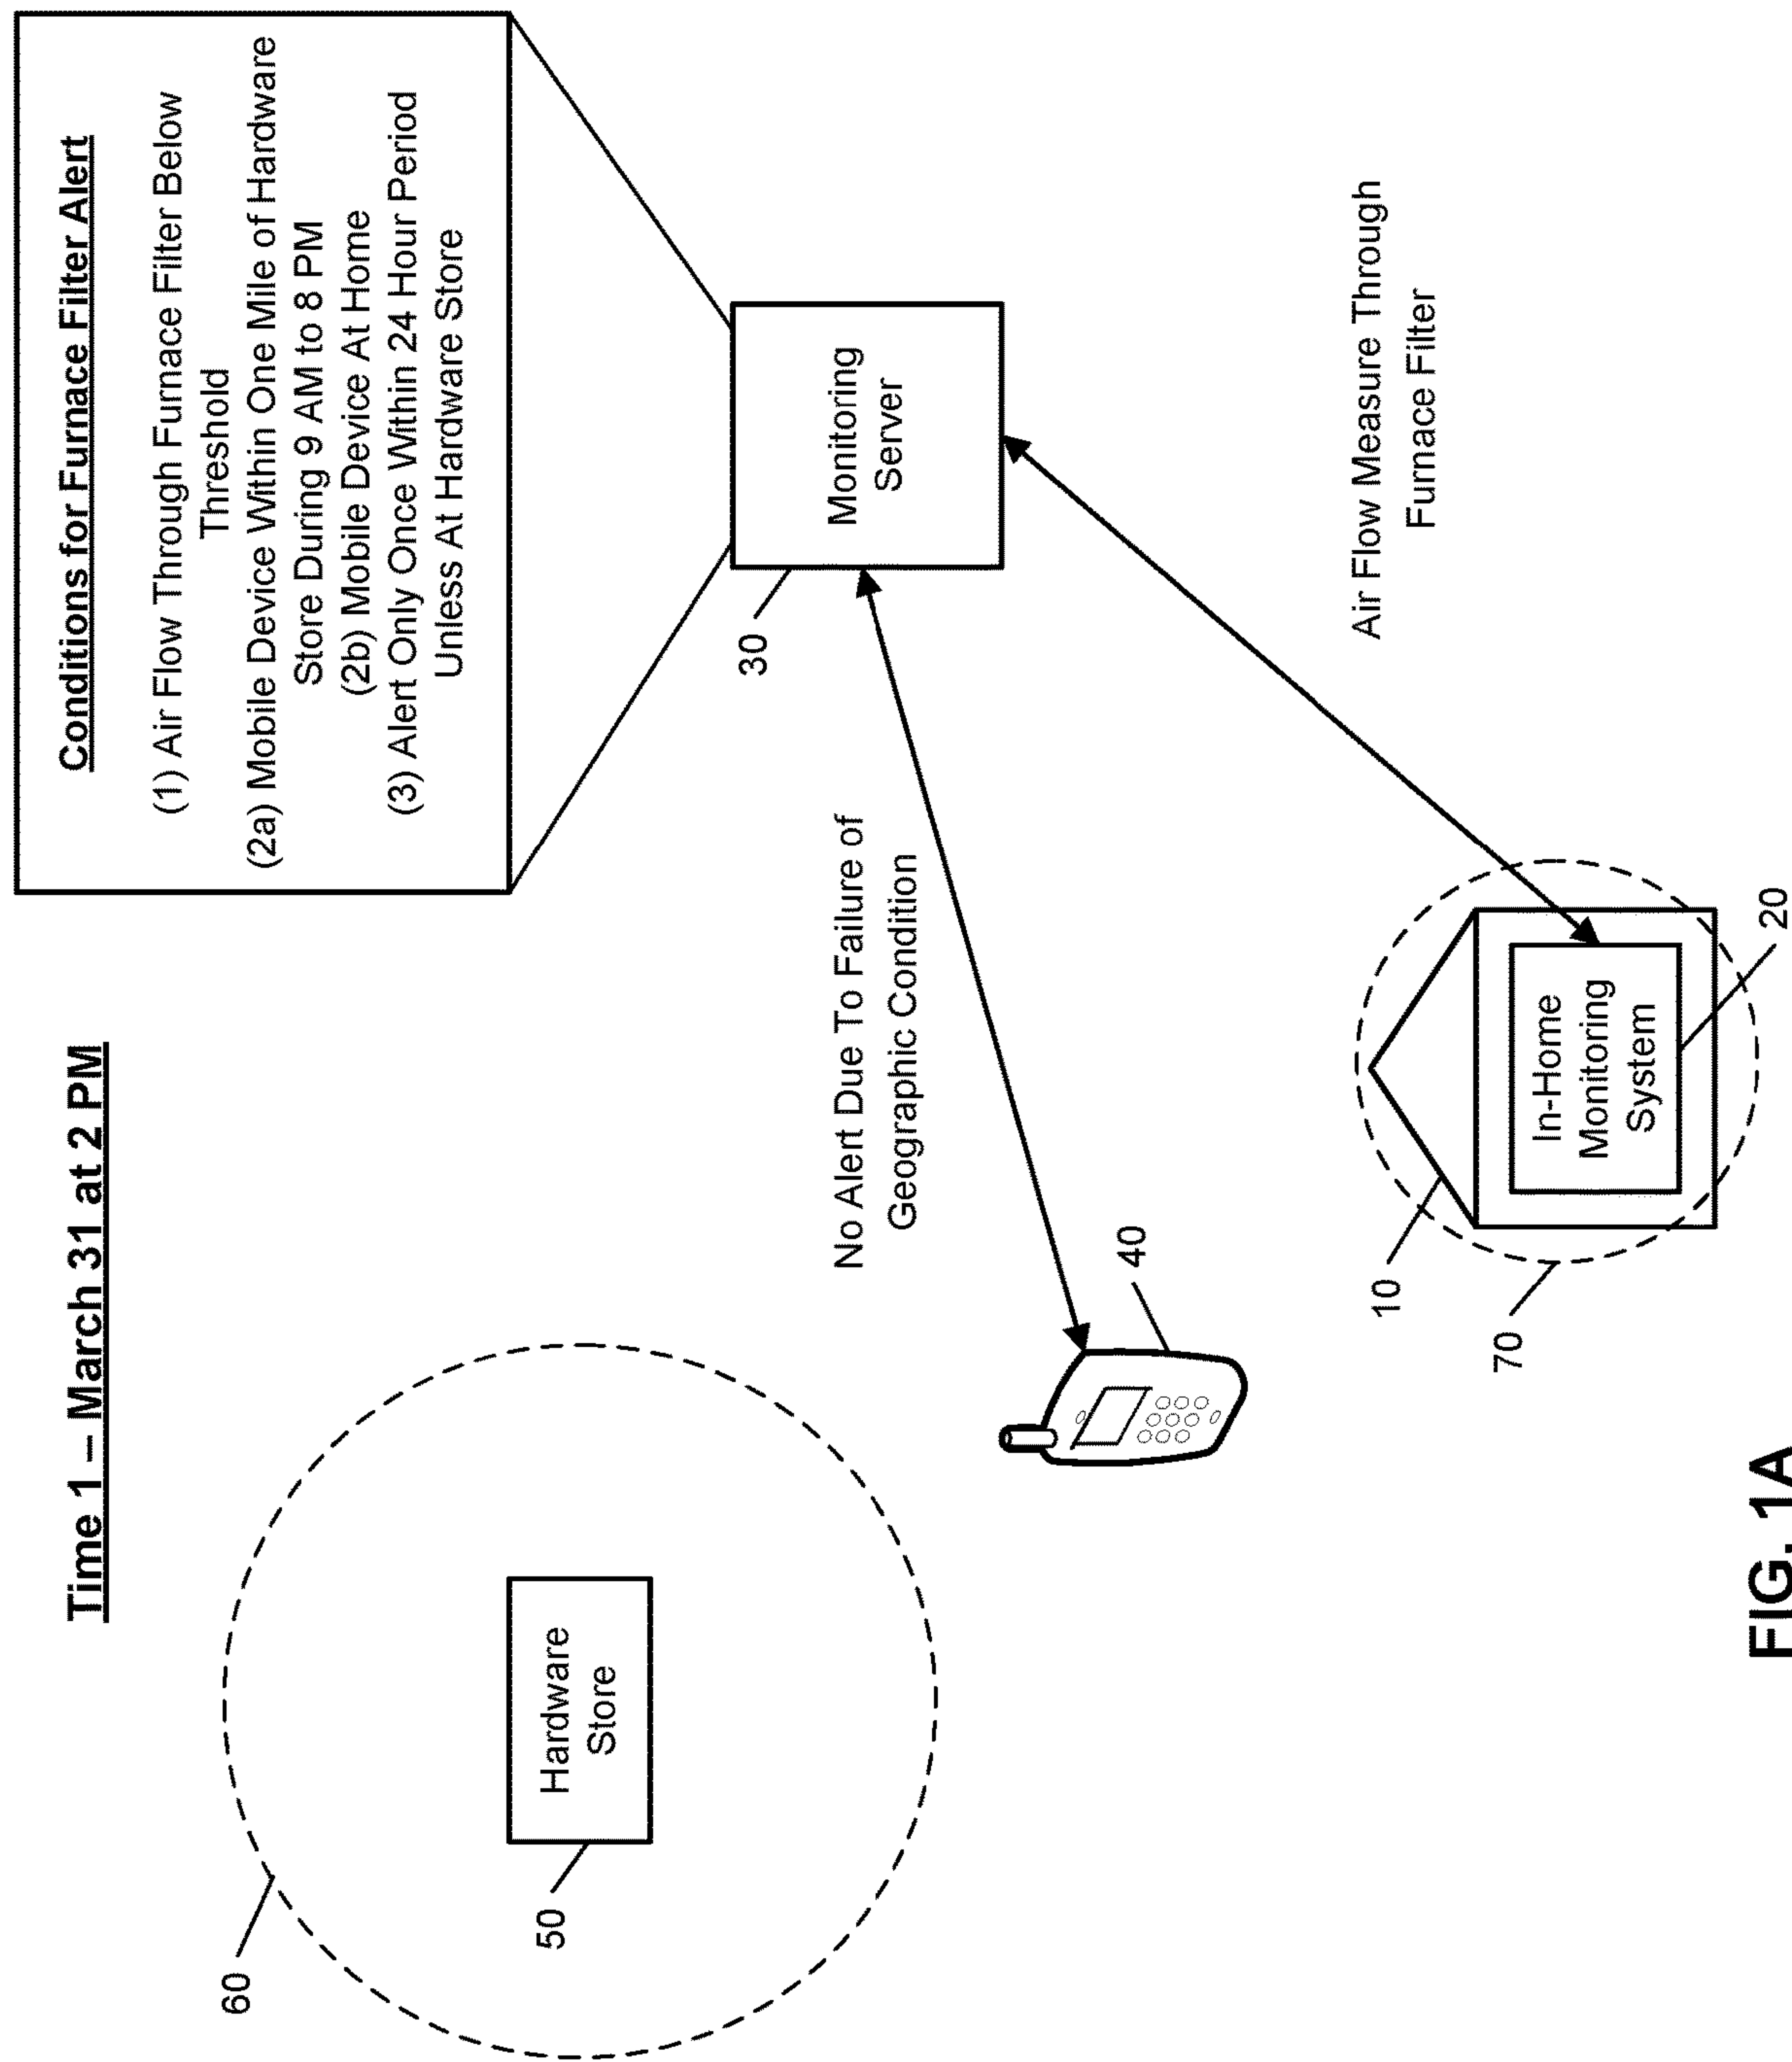 Time 1 – March 31 at 2 PM
Conditions for Furnace Filter Alert
(1) Air Flow Through Furnace Filter Below
Threshold
(2a) Mobile Device Within One Mile of Hardware
Store During 9 AM to 8 PM
(2b) Mobile Device At Home
(3) Alert Only Once Within 24 Hour Period
Unless At Hardware Store
60
50
Hardware
Store
30
Monitoring
Server
No Alert Due To Failure of
Geographic Condition
40
Air Flow Measure Through
Furnace Filter
10
70
In-Home
Monitoring
System
20
FIG. 1A